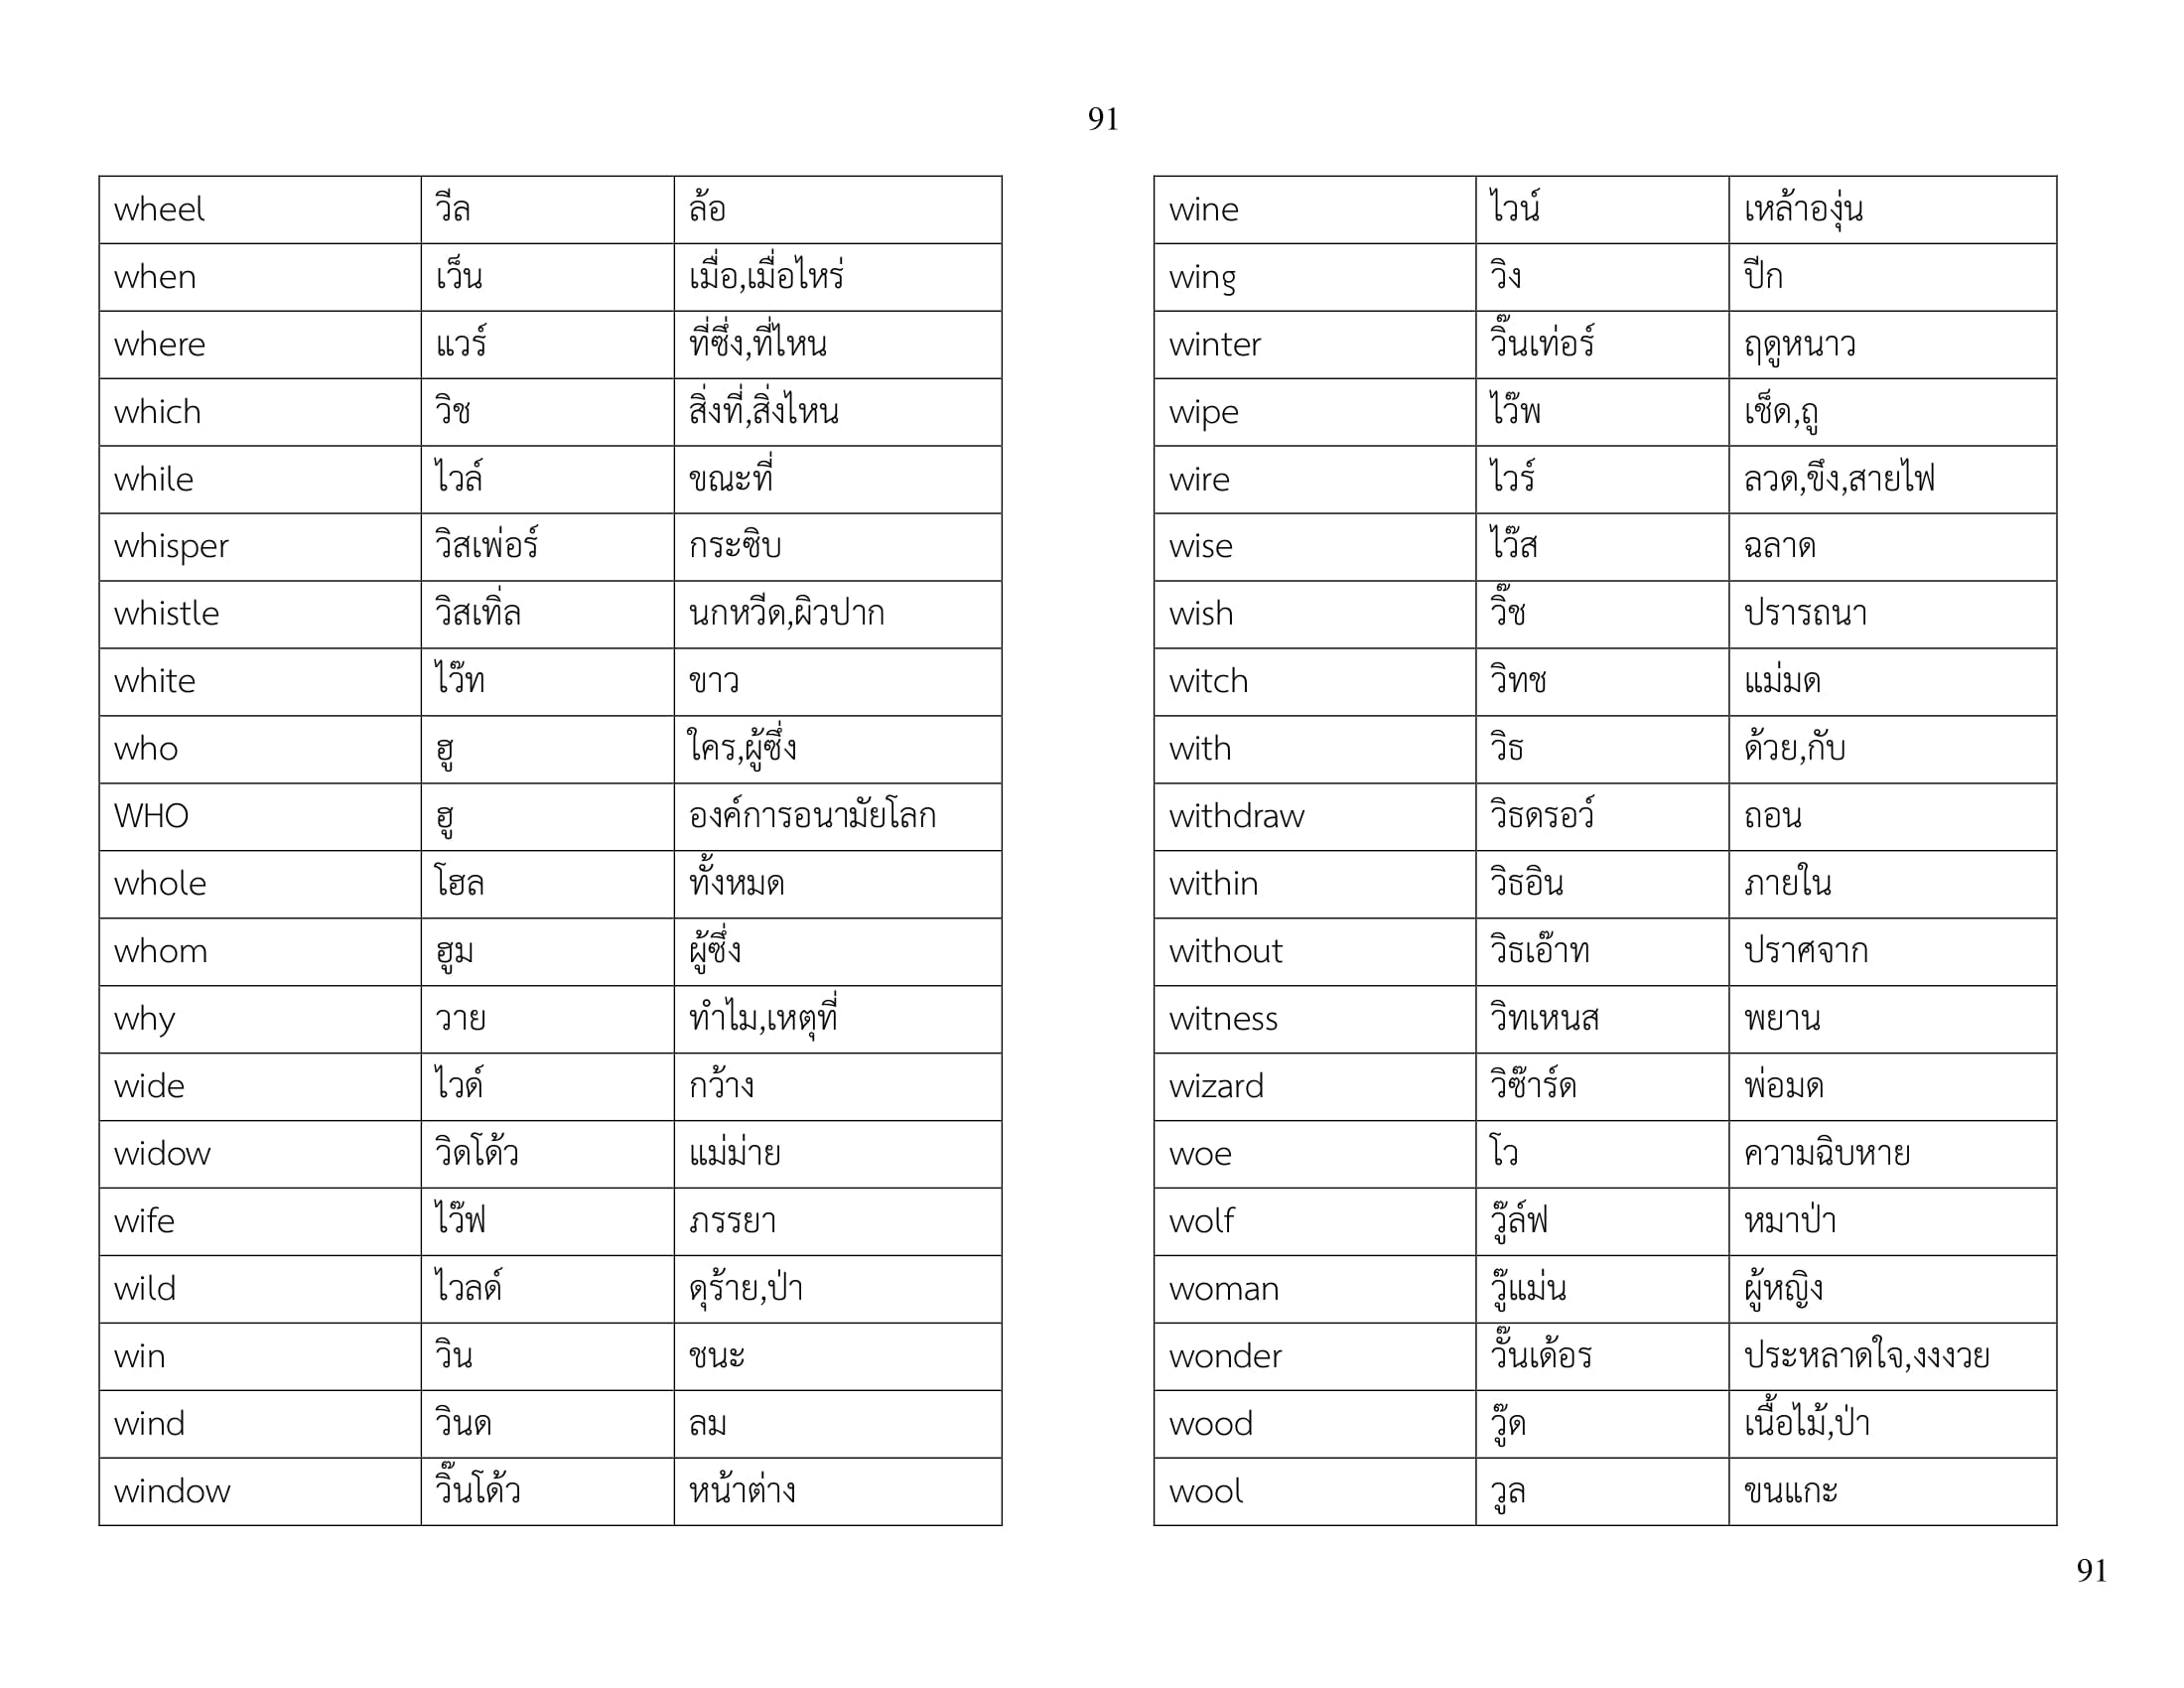 91
wheel วีล ล้อ
when เว็น เมื่อ,เมื่อไหร่
where แวร์ ที่ซึ่ง,ที่ไหน
which วิช สิ่งที่,สิ่งไหน
while ไวล์ ขณะที่
whisper วิสเพ่อร์ กระซิบ
whistle วิสเทิ่ล นกหวีด,ผิวปาก
white ไว๊ท ขาว
who ฮู ใคร,ผู้ซึ่ง
WHO ฮู องค์การอนามัยโลก
whole โฮล ทั้งหมด
whom ฮูม ผู้ซึ่ง
why วาย ทำไม,เหตุที่
wide ไวด์ กว้าง
widow วิดโด้ว แม่ม่าย
wife ไว๊ฟ ภรรยา
wild ไวลด์ ดุร้าย,ป่า
win วิน ชนะ
wind วินด ลม
window วิ๊นโด้ว หน้าต่าง
wine ไวน์ เหล้าองุ่น
wing วิง ปีก
winter วิ๊นเท่อร์ ฤดูหนาว
wipe ไว๊พ เช็ด,ถู
wire ไวร์ ลวด,ขึง,สายไฟ
wise ไว๊ส ฉลาด
wish วิ๊ช ปรารถนา
witch วิทช แม่มด
with วิธ ด้วย,กับ
withdraw วิธดรอว์ ถอน
within วิธอิน ภายใน
without วิธเอ๊าท ปราศจาก
witness วิทเหนส พยาน
wizard วิซ๊าร์ด พ่อมด
woe โว ความฉิบหาย
wolf วู๊ล์ฟ หมาป่า
woman วู๊แม่น ผู้หญิง
wonder วั๊นเด้อร ประหลาดใจ,งงงวย
wood วู๊ด เนื้อไม้,ป่า
wool วูล ขนแกะ
91